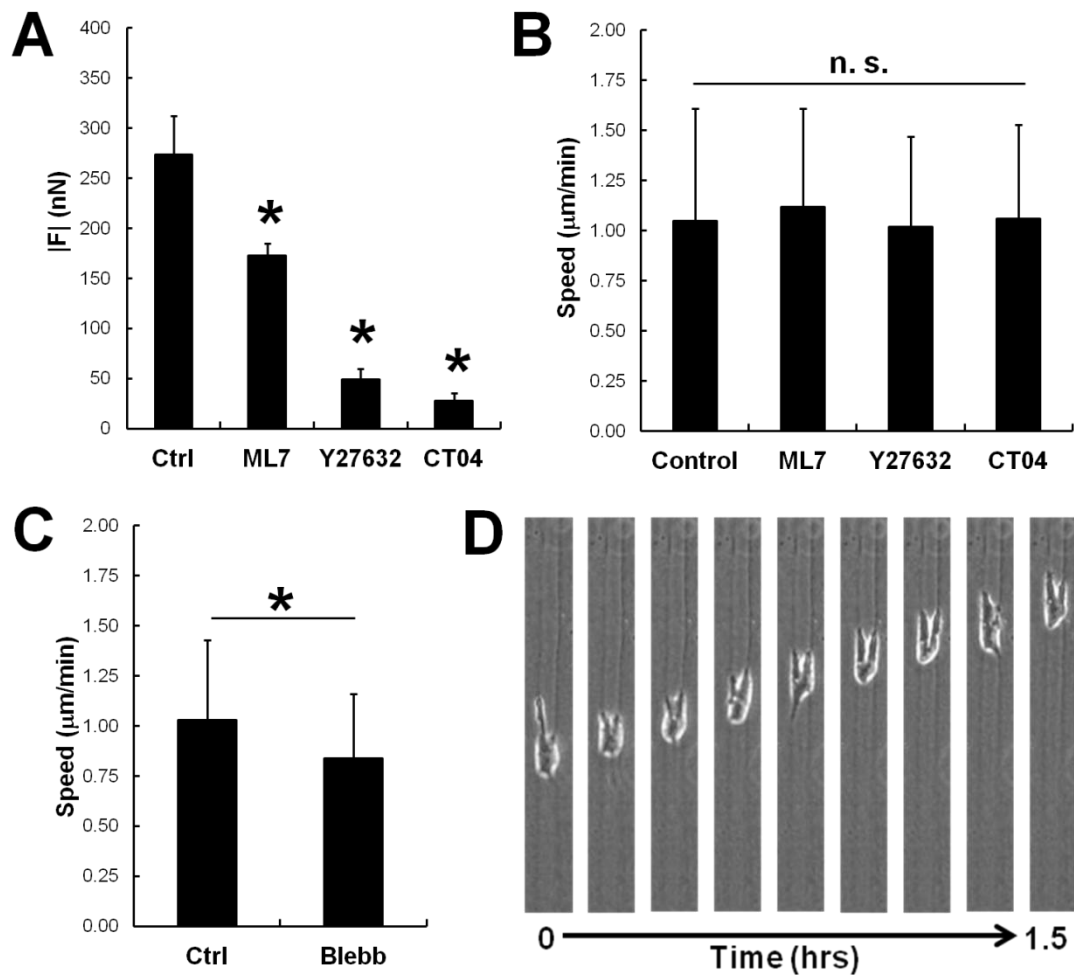 A
|F| (nN)
400
350
300
250
200
150
100
50
0
*
*
*
Ctrl ML7 Y27632 CT04
B
Speed (μm/min)
2.00
1.75
1.50
1.25
1.00
0.75
0.50
0.25
0.00
n. s.
Control ML7 Y27632 CT04
C
Speed (μm/min)
2.00
1.75
1.50
1.25
1.00
0.75
0.50
0.25
0.00
*
Ctrl Blebb
D
0 1.5
Time (hrs)